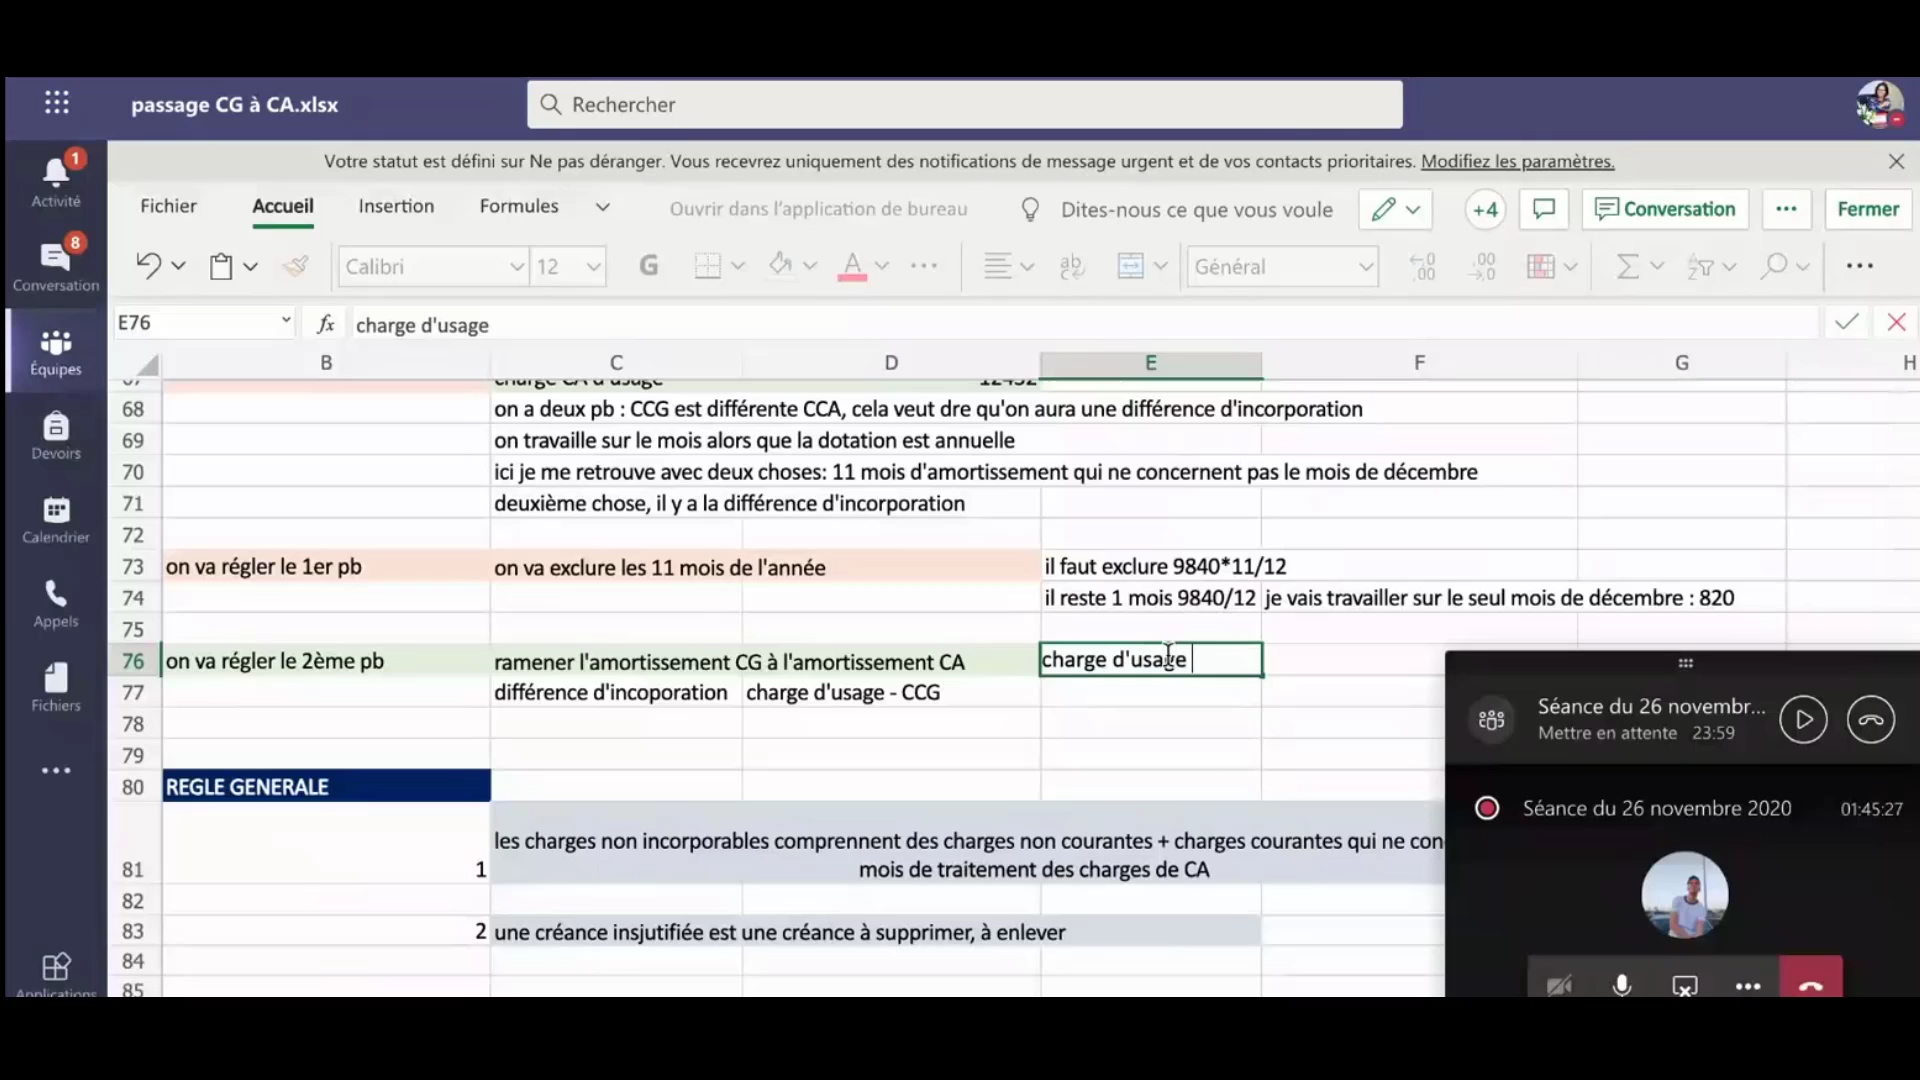 passage CG à CA.xlsx
Rechercher
1
Activité
Votre statut est défini sur Ne pas déranger. Vous recevrez uniquement des notifications de message urgent et de vos contacts prioritaires. Modifiez les paramètres.
Fichier Accueil Insertion Formules Ouvrir dans l'application de bureau Dites-nous ce que vous voule +4 Conversation ... Fermer
8
Conversation
Calibri 12 G A ... ab Général ...
Équipes
E76 fx charge d'usage
B C D E F G H
67 charge CA d'usage 12432
68 on a deux pb : CCG est différente CCA, cela veut dre qu'on aura une différence d'incorporation
Devoirs
69 on travaille sur le mois alors que la dotation est annuelle
70 ici je me retrouve avec deux choses: 11 mois d'amortissement qui ne concernent pas le mois de décembre
71 deuxième chose, il y a la différence d'incorporation
Calendrier
72
73 on va régler le 1er pb on va exclure les 11 mois de l'année il faut exclure 9840*11/12
74 il reste 1 mois 9840/12 je vais travailler sur le seul mois de décembre : 820
Appels
75
76 on va régler le 2ème pb ramener l'amortissement CG à l'amortissement CA charge d'usage
77 différence d'incoporation charge d'usage - CCG
Fichiers
78
79
80 REGLE GENERALE
les charges non incorporables comprennent des charges non courantes + charges courantes qui ne con
81 1 mois de traitement des charges de CA
82
83 2 une créance insjutifiée est une créance à supprimer, à enlever
84
85
Applications
Séance du 26 novembr...
Mettre en attente 23:59
Séance du 26 novembre 2020 01:45:27